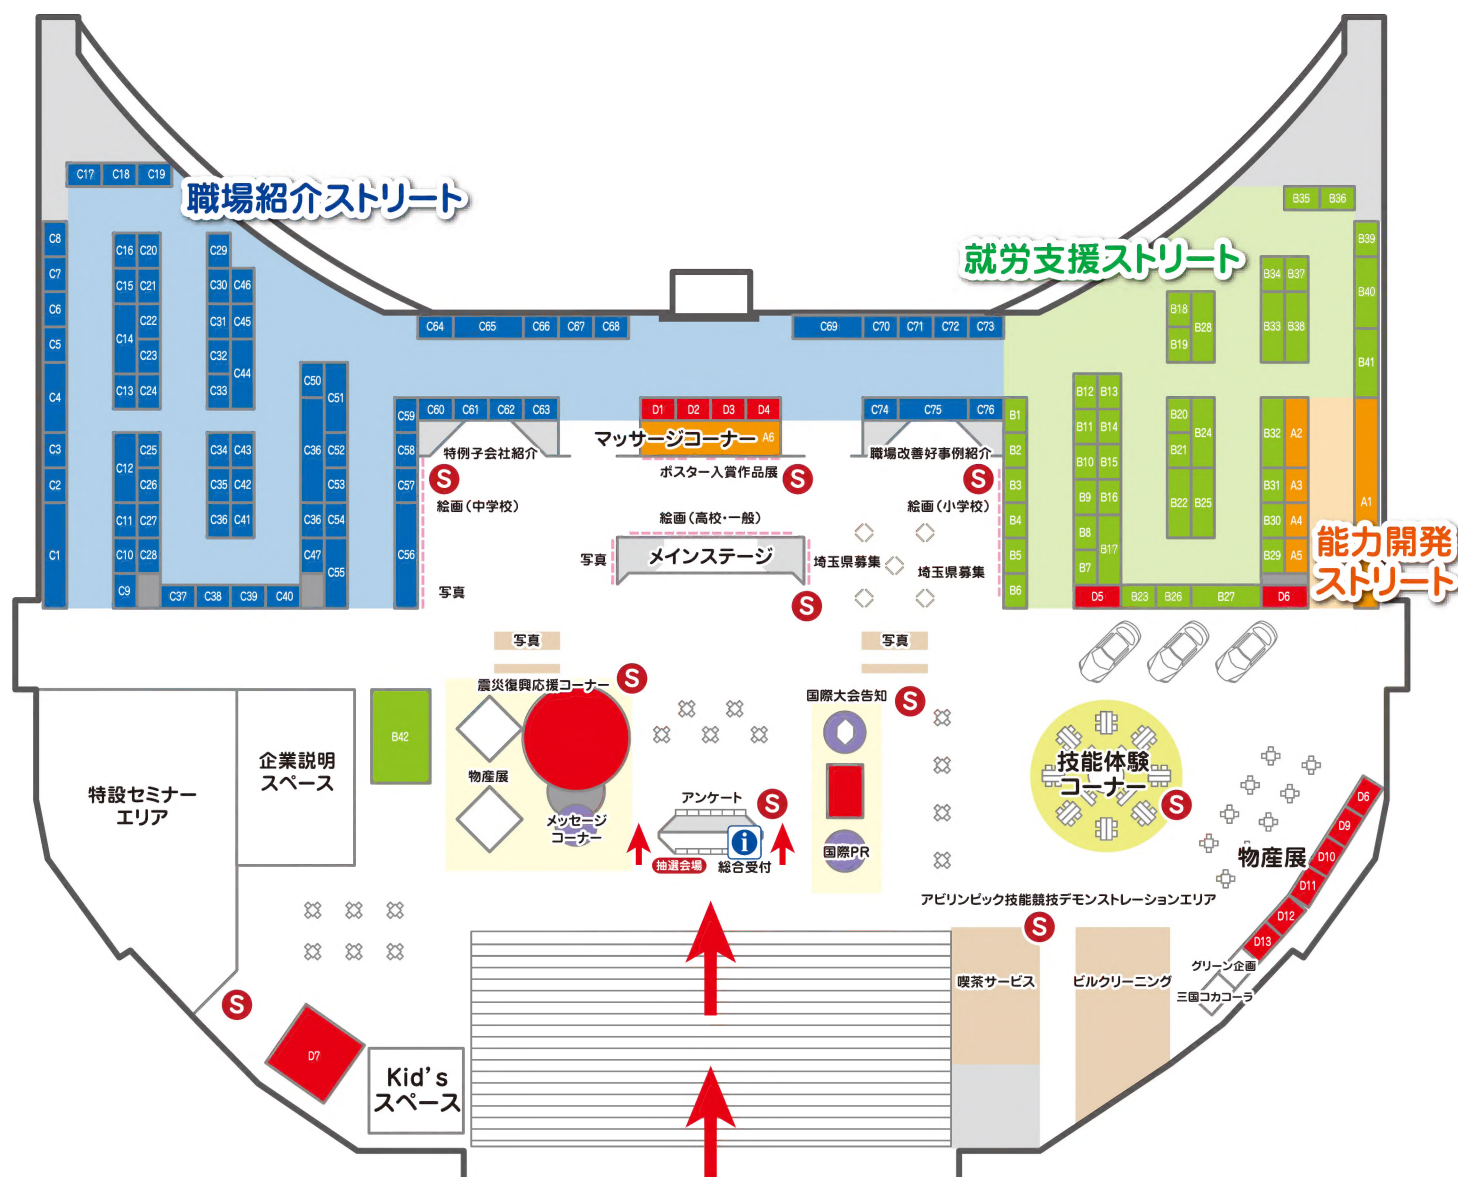 C17 C18 C19
職場紹介ストリート
B35 B36
C8
C7
C6
C5
C4
C3
C2
C1
C16 C20
C15 C21
C14
C22
C23
C13 C24
C12
C25
C26
C11 C27
C10 C28
C9
C29
C30 C46
C31 C45
C32
C44
C33
C34 C43
C35 C42
C36 C41
C37 C38 C39 C40
C50
C51
C36
C52
C53
C36 C54
C47
C55
C59
C58
C57
C56
C64 C65 C66 C67 C68
C69 C70 C71 C72 C73
C60 C61 C62 C63
D1 D2 D3 D4
C74 C75 C76
マッサージコーナー A6
特例子会社紹介
ポスター入賞作品展
職場改善好事例紹介
S
S
S
絵画(中学校)
絵画(高校・一般)
絵画(小学校)
写真
メインステージ
埼玉県募集
埼玉県募集
写真
S
就労支援ストリート
B39
B40
B41
B34 B37
B33 B38
B18
B19
B28
B12 B13
B11 B14
B10 B15
B9 B16
B8
B17
B7
B20
B21
B24
B22 B25
B32 A2
B31 A3
B30 A4
B29 A5
A1
B1
B2
B3
B4
B5
B6
能力開発
ストリート
D5 B23 B26 B27 D6
写真
写真
震災復興応援コーナー
S
国際大会告知
S
B42
企業説明
スペース
特設セミナー
エリア
物産展
メッセージ
コーナー
アンケート
S
i
抽選会場
総合受付
国際PR
技能体験
コーナー
S
物産展
D6
D9
D10
D11
D12
D13
グリーン企画
三国コカコーラ
アビリンピック技能競技デモンストレーションエリア
S
喫茶サービス
ビルクリーニング
S
D7
Kid's
スペース